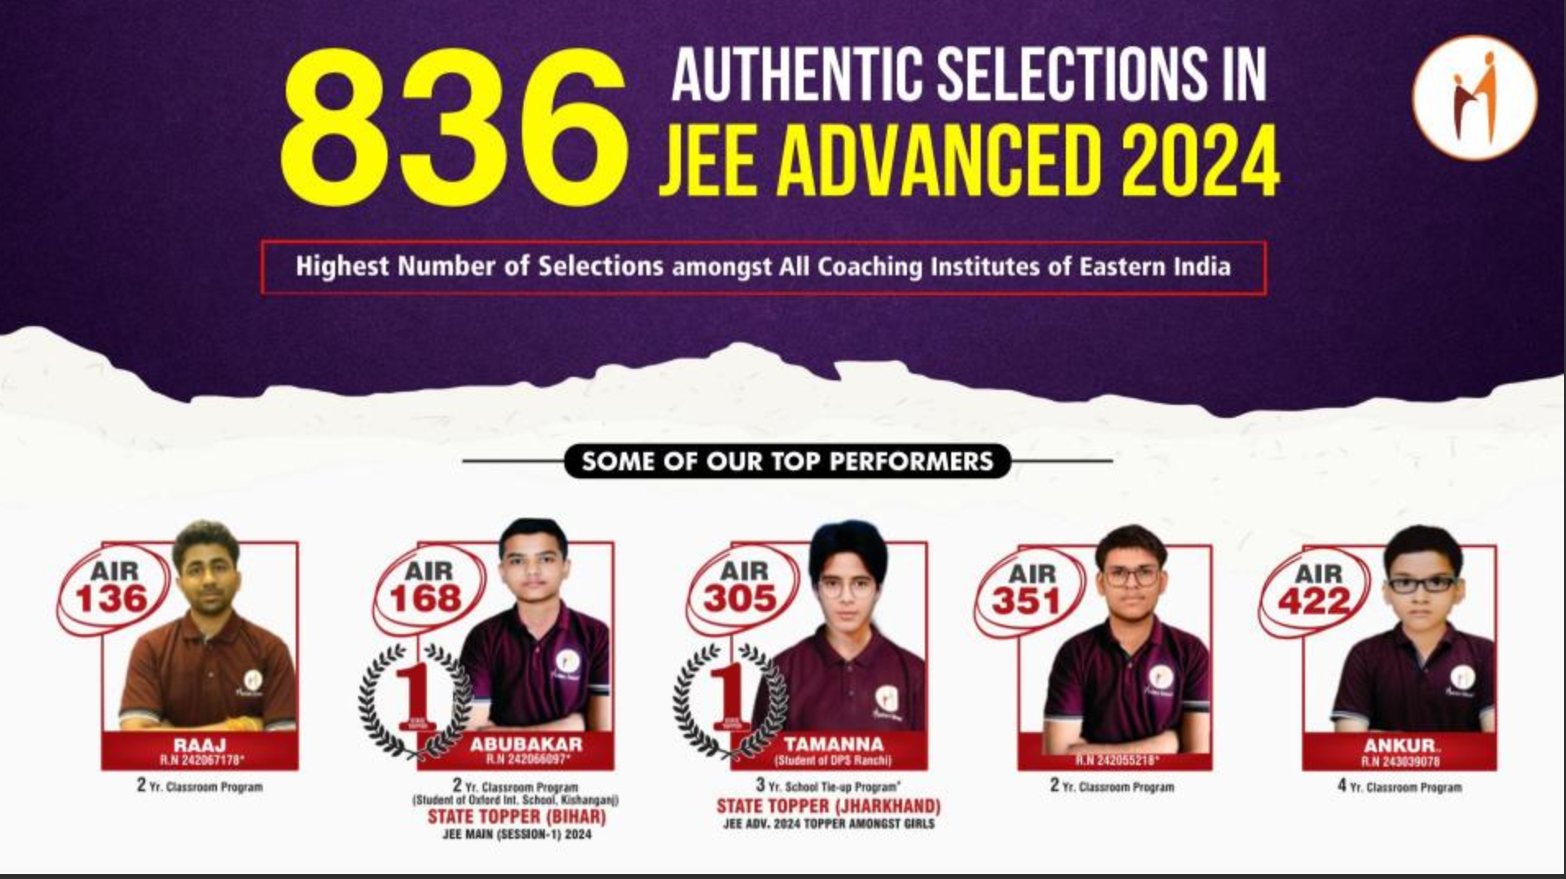 836
AUTHENTIC SELECTIONS IN
JEE ADVANCED 2024
Highest Number of Selections amongst All Coaching Institutes of Eastern India
SOME OF OUR TOP PERFORMERS
AIR
136
RAAJ
R.N 242067178*
2 Yr. Classroom Program
AIR
168
1
ABUBAKAR
R.N 242066097*
2 Yr. Classroom Program
(Student of Oxford Int. School, Kishanganj)
STATE TOPPER (BIHAR)
JEE MAIN (SESSION-1) 2024
AIR
305
1
TAMANNA
(Student of DPS Ranchi)
3 Yr. School Tie-up Program*
STATE TOPPER (JHARKHAND)
JEE ADV. 2024 TOPPER AMONGST GIRLS
AIR
351
R.N 242055218*
2 Yr. Classroom Program
AIR
422
ANKUR
R.N 243039078
4 Yr. Classroom Program